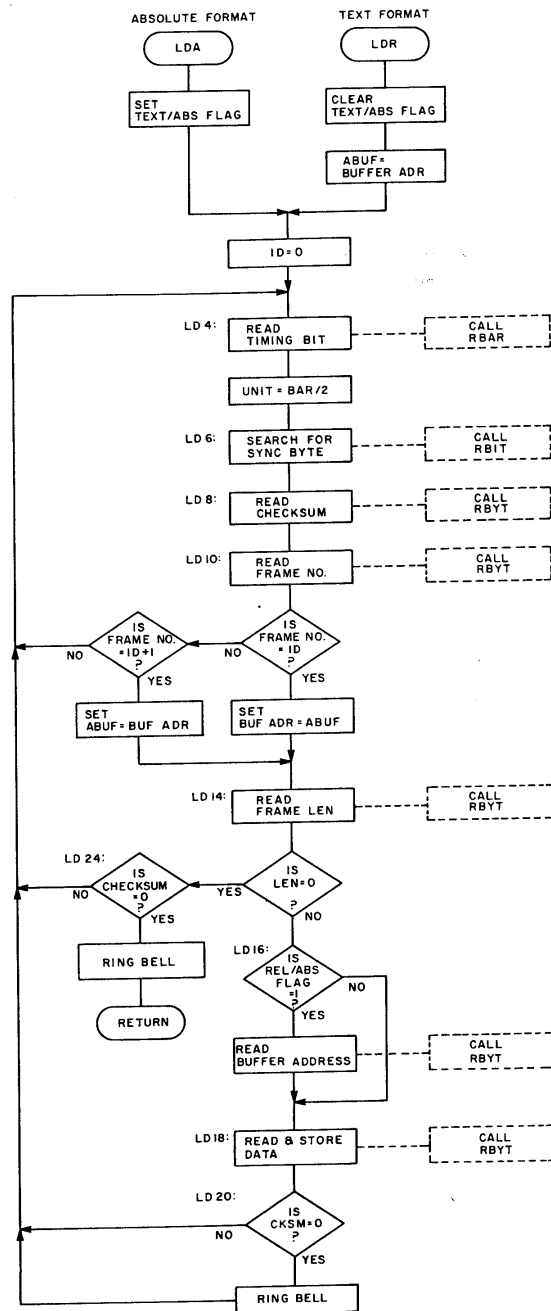 ABSOLUTE FORMAT
TEXT FORMAT
LDA
LDR
SET
TEXT/ABS FLAG
CLEAR
TEXT/ABS FLAG
ABUF=
BUFFER ADR
ID=0
LD 4:
READ
TIMING BIT
CALL
RBAR
UNIT = BAR/2
LD 6:
SEARCH FOR
SYNC BYTE
CALL
RBIT
LD 8:
READ
CHECKSUM
CALL
RBYT
LD 10:
READ
FRAME NO.
CALL
RBYT
IS
FRAME NO.
=ID+1
?
NO
YES
IS
FRAME NO.
=ID
?
NO
YES
SET
ABUF=BUF ADR
SET
BUF ADR=ABUF
LD 14:
READ
FRAME LEN
CALL
RBYT
LD 24:
IS
CHECKSUM
=0
?
NO
YES
IS
LEN=0
?
YES
NO
RING BELL
RETURN
LD 16:
IS
REL/ABS
FLAG
=1
?
NO
YES
READ
BUFFER ADDRESS
CALL
RBYT
LD 18:
READ & STORE
DATA
CALL
RBYT
LD 20:
IS
CKSM=0
?
NO
YES
RING BELL